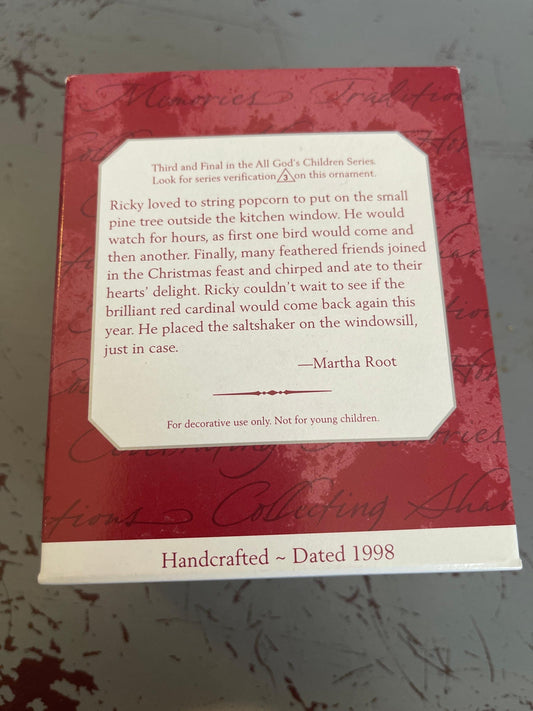 Memories Tradition
Third and Final in the All God's Children Series.
Look for series verification 3 on this ornament.
Ricky loved to string popcorn to put on the small
pine tree outside the kitchen window. He would
watch for hours, as first one bird would come and
then another. Finally, many feathered friends joined
in the Christmas feast and chirped and ate to their
hearts' delight. Ricky couldn't wait to see if the
brilliant red cardinal would come back again this
year. He placed the saltshaker on the windowsill,
just in case.
—Martha Root
For decorative use only. Not for young children.
Collecting Shar
Handcrafted ~ Dated 1998